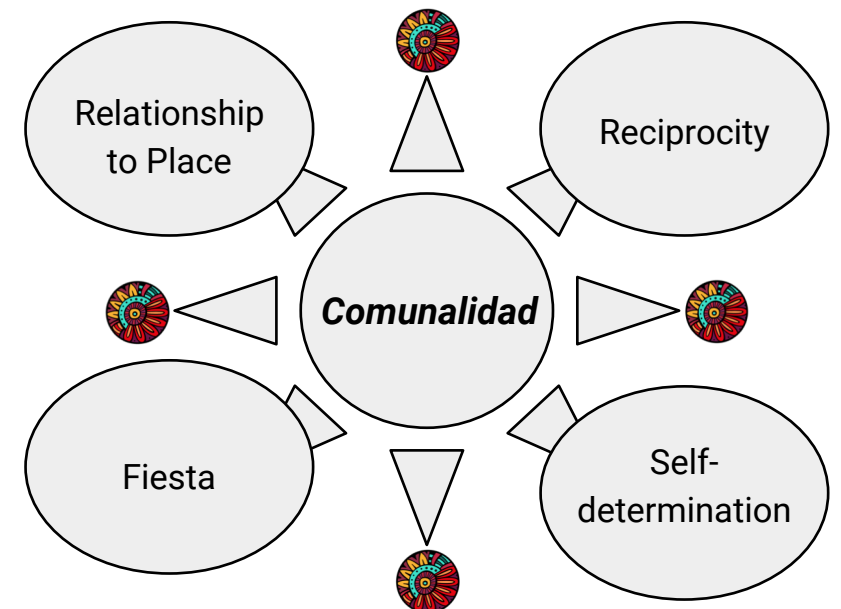 Relationship
to Place
Reciprocity
Comunalidad
Fiesta
Self-
determination